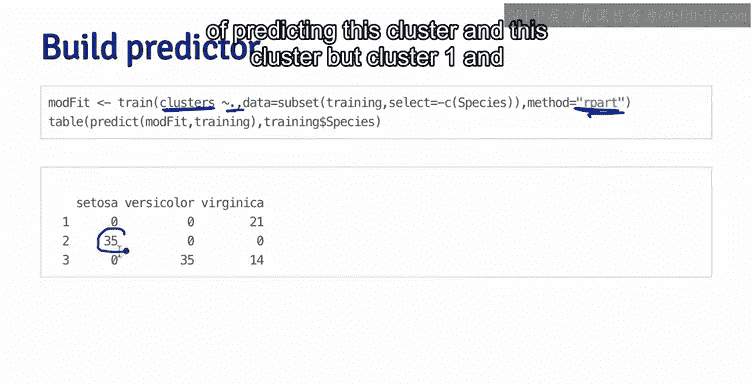 of predicting this cluster and this
cluster but cluster 1 and
Build predictor
modFit <- train(clusters ~.,data=subset(training,select=-c(Species)),method="rpart")
table(predict(modFit,training),training$Species)
setosa versicolor virginica
1 0 0 21
2 35 0 0
3 0 35 14